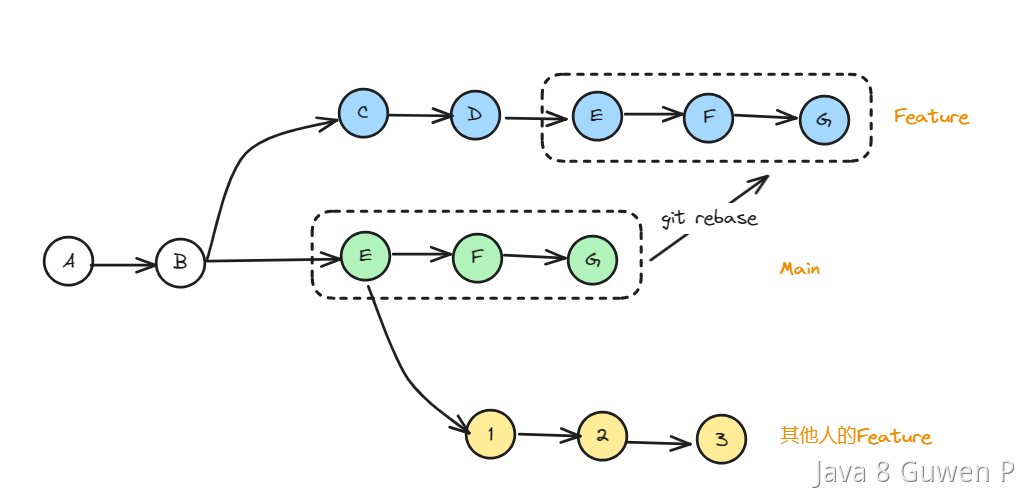 C
D
E
F
G
Feature
git rebase
A
B
E
F
G
Main
1
2
3
其他人的Feature
Java 8 Guwen P